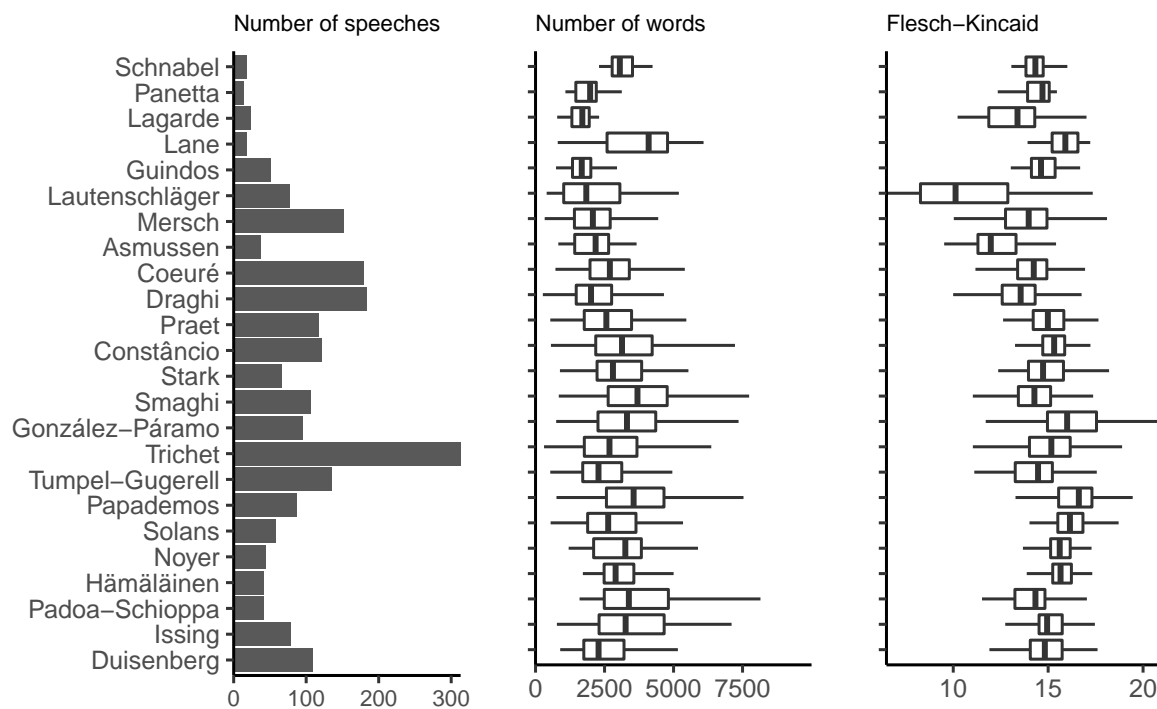 Number of speeches
Number of words
Flesch−Kincaid
Schnabel
Panetta
Lagarde
Lane
Guindos
Lautenschläger
Mersch
Asmussen
Coeuré
Draghi
Praet
Constâncio
Stark
Smaghi
González−Páramo
Trichet
Tumpel−Gugerell
Papademos
Solans
Noyer
Hämäläinen
Padoa−Schioppa
Issing
Duisenberg
0 100 200 300
0 2500 5000 7500
10 15 20